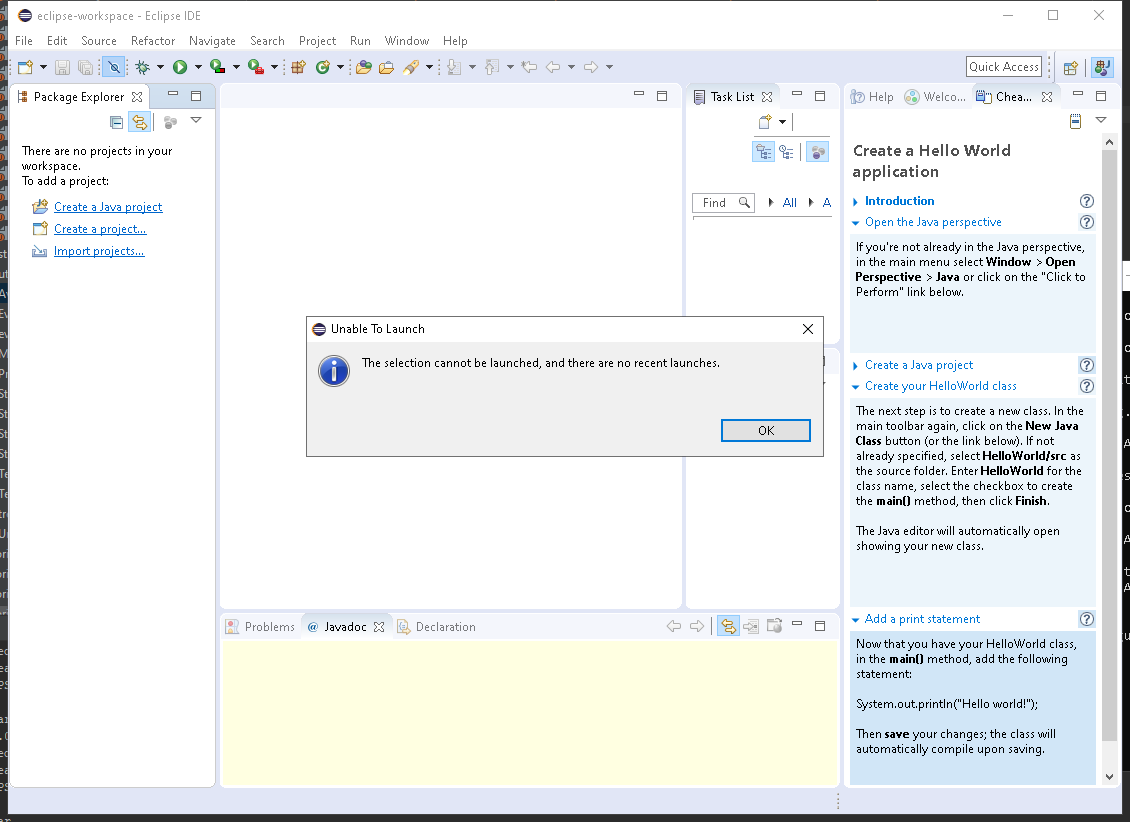 eclipse-workspace - Eclipse IDE
File Edit Source Refactor Navigate Search Project Run Window Help
Quick Access
Package Explorer
There are no projects in your
workspace.
To add a project:
Create a Java project
Create a project...
Import projects...
Task List
Find
All
A
Help
Welco...
Chea...
Create a Hello World
application
Introduction
Open the Java perspective
If you're not already in the Java perspective,
in the main menu select Window > Open
Perspective > Java or click on the "Click to
Perform" link below.
Create a Java project
Create your HelloWorld class
The next step is to create a new class. In the
main toolbar again, click on the New Java
Class button (or the link below). If not
already specified, select HelloWorld/src as
the source folder. Enter HelloWorld for the
class name, select the checkbox to create
the main() method, then click Finish.
The Java editor will automatically open
showing your new class.
Add a print statement
Now that you have your HelloWorld class,
in the main() method, add the following
statement:
System.out.println("Hello world!");
Then save your changes; the class will
automatically compile upon saving.
Unable To Launch
The selection cannot be launched, and there are no recent launches.
OK
Problems
@ Javadoc
Declaration